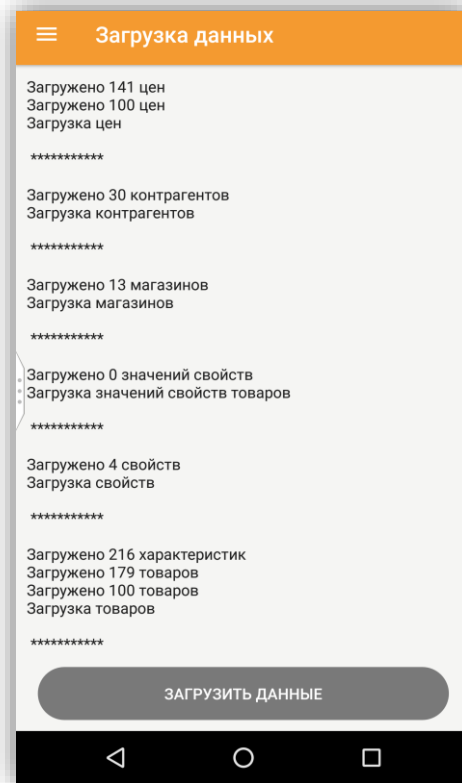 Загрузка данных
Загружено 141 цен
Загружено 100 цен
Загрузка цен
***********
Загружено 30 контрагентов
Загрузка контрагентов
***********
Загружено 13 магазинов
Загрузка магазинов
***********
Загружено 0 значений свойств
Загрузка значений свойств товаров
***********
Загружено 4 свойств
Загрузка свойств
***********
Загружено 216 характеристик
Загружено 179 товаров
Загружено 100 товаров
Загрузка товаров
***********
ЗАГРУЗИТЬ ДАННЫЕ